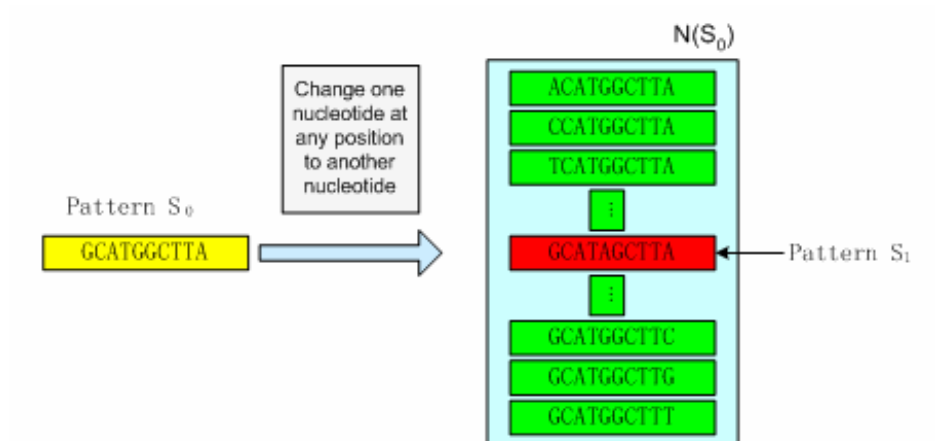 N(S0)
Change one
nucleotide at
any position
to another
nucleotide
ACATGGCTTA
CCATGGCTTA
TCATGGCTTA
⋮
Pattern S0
GCATGGCTTA
GCATAGCTTA
Pattern S1
⋮
GCATGGCTTC
GCATGGCTTG
GCATGGCTTT